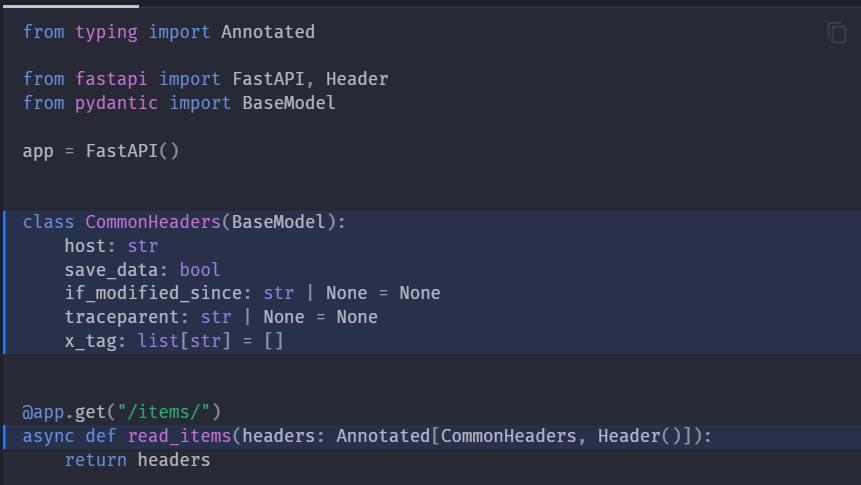 from typing import Annotated
from fastapi import FastAPI, Header
from pydantic import BaseModel
app = FastAPI()
class CommonHeaders(BaseModel):
    host: str
    save_data: bool
    if_modified_since: str | None = None
    traceparent: str | None = None
    x_tag: list[str] = []
@app.get("/items/")
async def read_items(headers: Annotated[CommonHeaders, Header()]):
    return headers